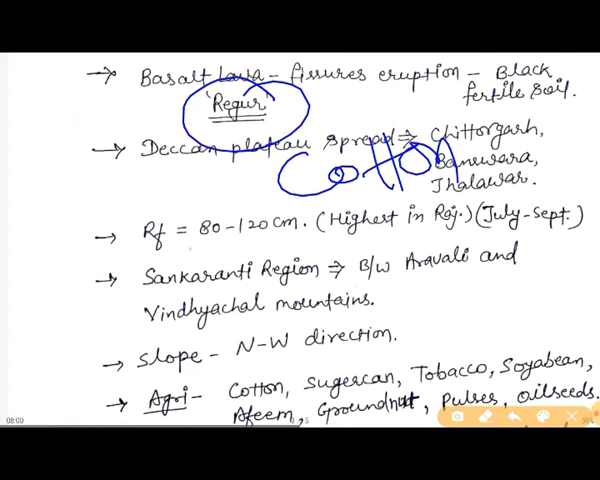 → Basalt Lava - fissures eruption - Black
'Regur' fertile soil.
→ Deccan plateau spread ⇒ Chittorgarh,
Cotton Banswara,
Jhalawar.
→ Rf = 80-120 cm. (Highest in Raj.) (July-Sept.)
→ Sankaranti Region ⇒ B/W Aravali and
Vindhyachal mountains.
→ Slope - N-W direction.
→ Agri - Cotton, Sugercan, Tobacco, Soyabean,
Afeem, Groundnut, Pulses, oilseeds.
08:00